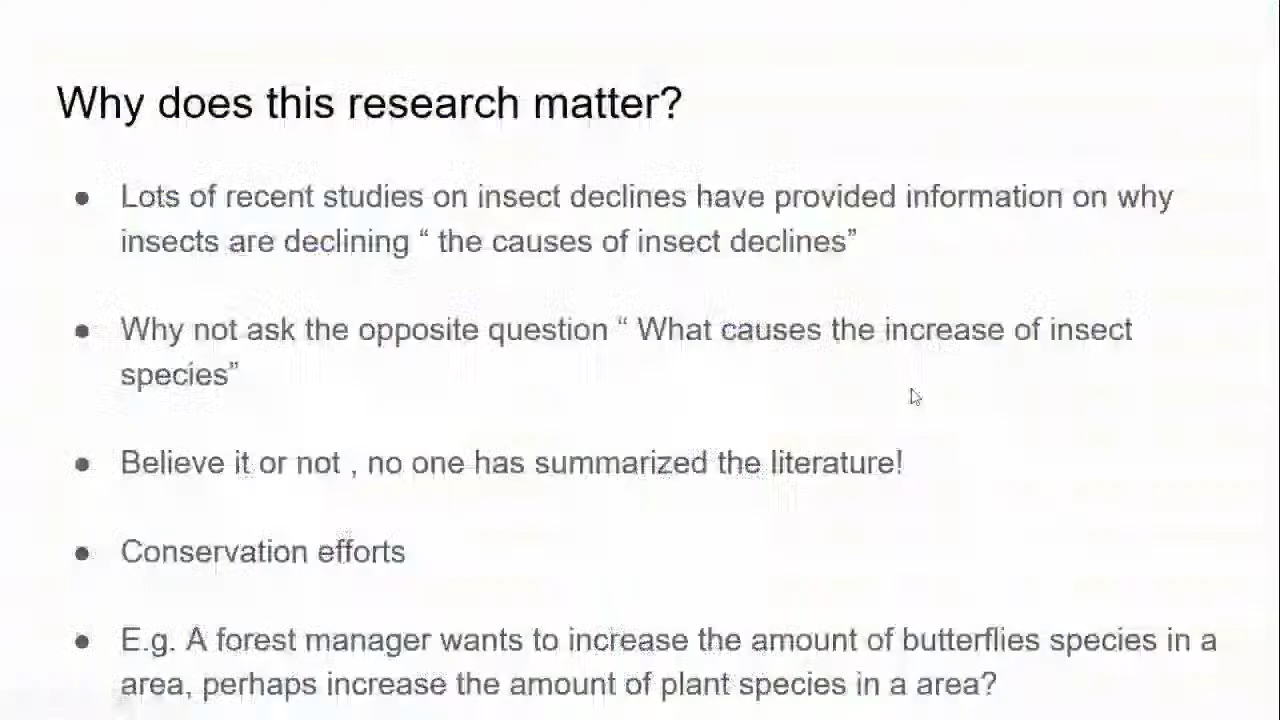 Why does this research matter?
● Lots of recent studies on insect declines have provided information on why
insects are declining “ the causes of insect declines”
● Why not ask the opposite question “ What causes the increase of insect
species”
● Believe it or not , no one has summarized the literature!
● Conservation efforts
● E.g. A forest manager wants to increase the amount of butterflies species in a
area, perhaps increase the amount of plant species in a area?